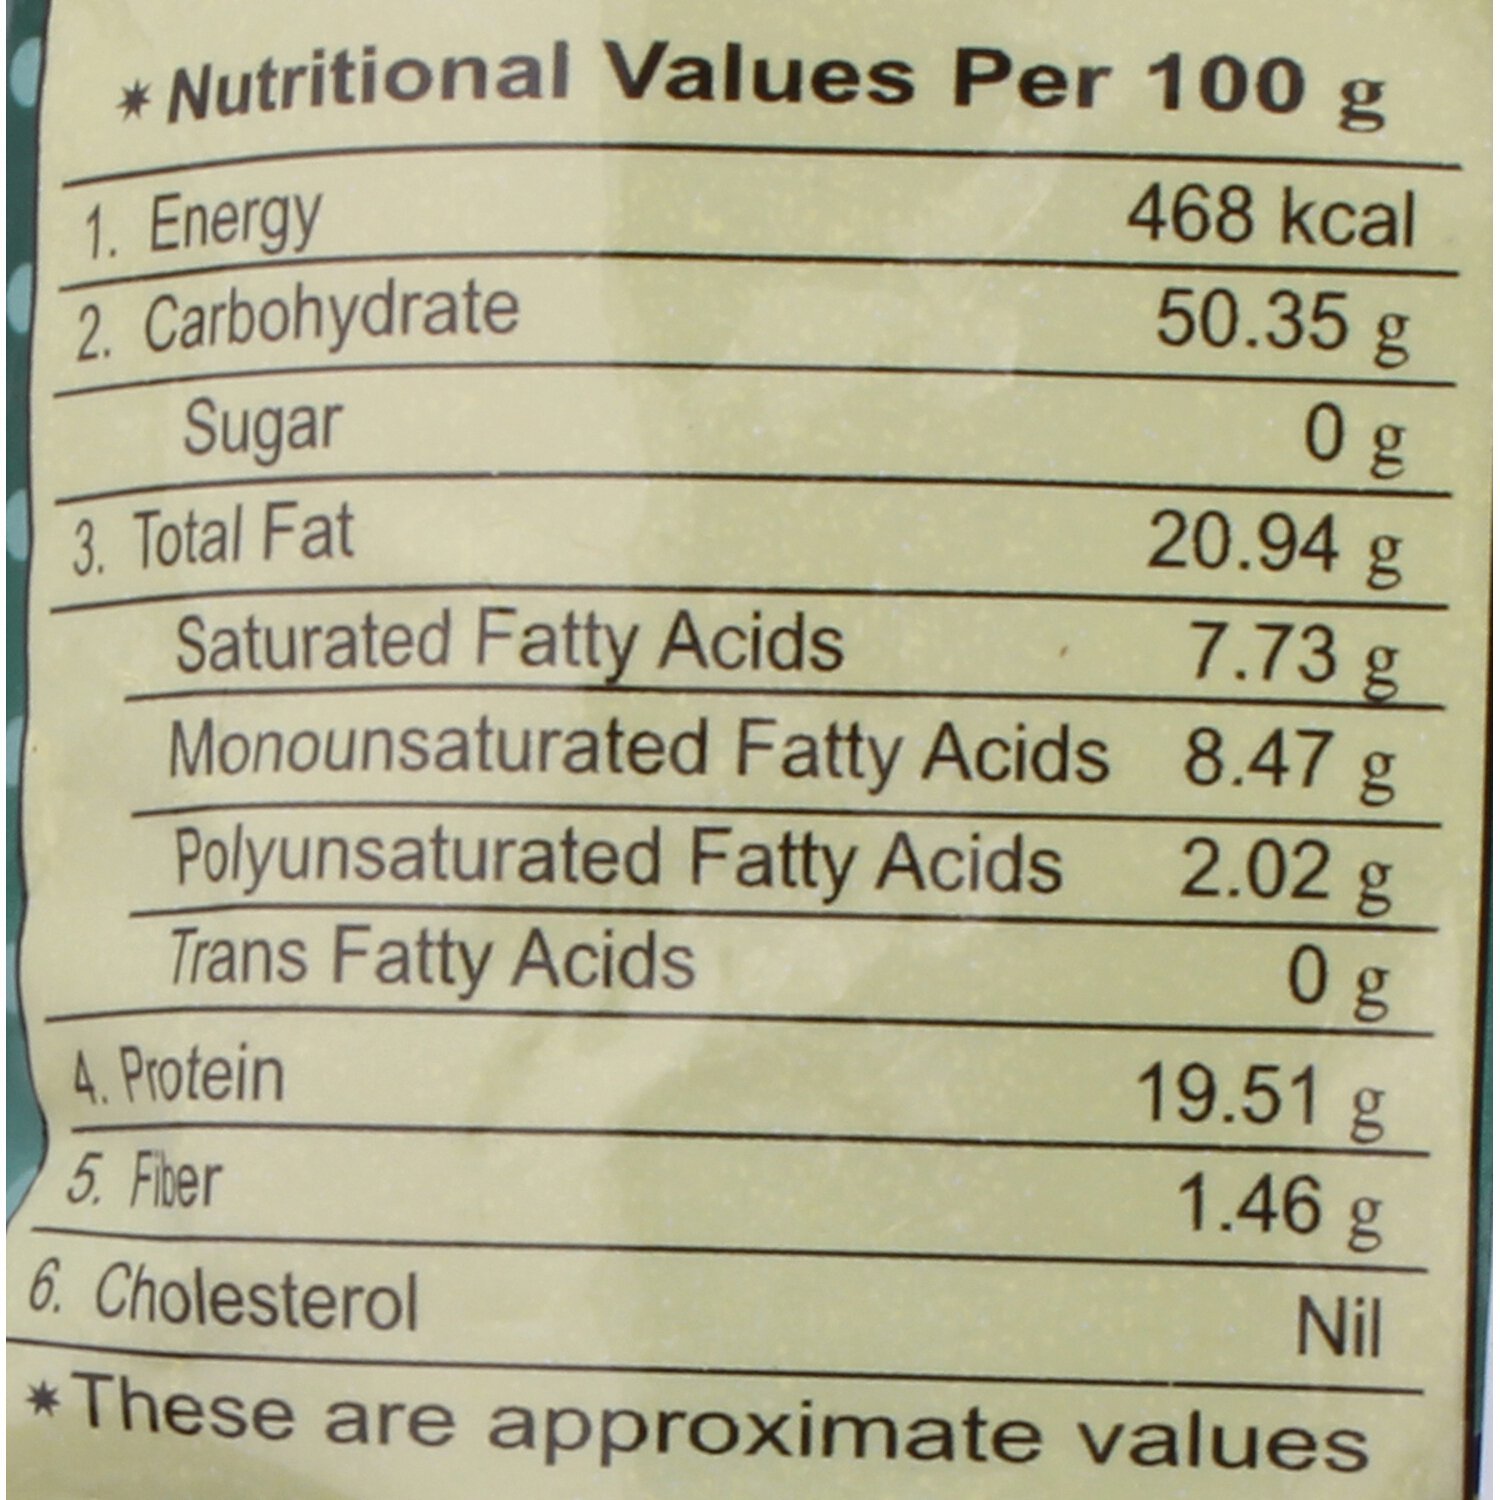 * Nutritional Values Per 100 g
1. Energy 468 kcal
2. Carbohydrate 50.35 g
Sugar 0 g
3. Total Fat 20.94 g
Saturated Fatty Acids 7.73 g
Monounsaturated Fatty Acids 8.47 g
Polyunsaturated Fatty Acids 2.02 g
Trans Fatty Acids 0 g
4. Protein 19.51 g
5. Fiber 1.46 g
6. Cholesterol Nil
* These are approximate values